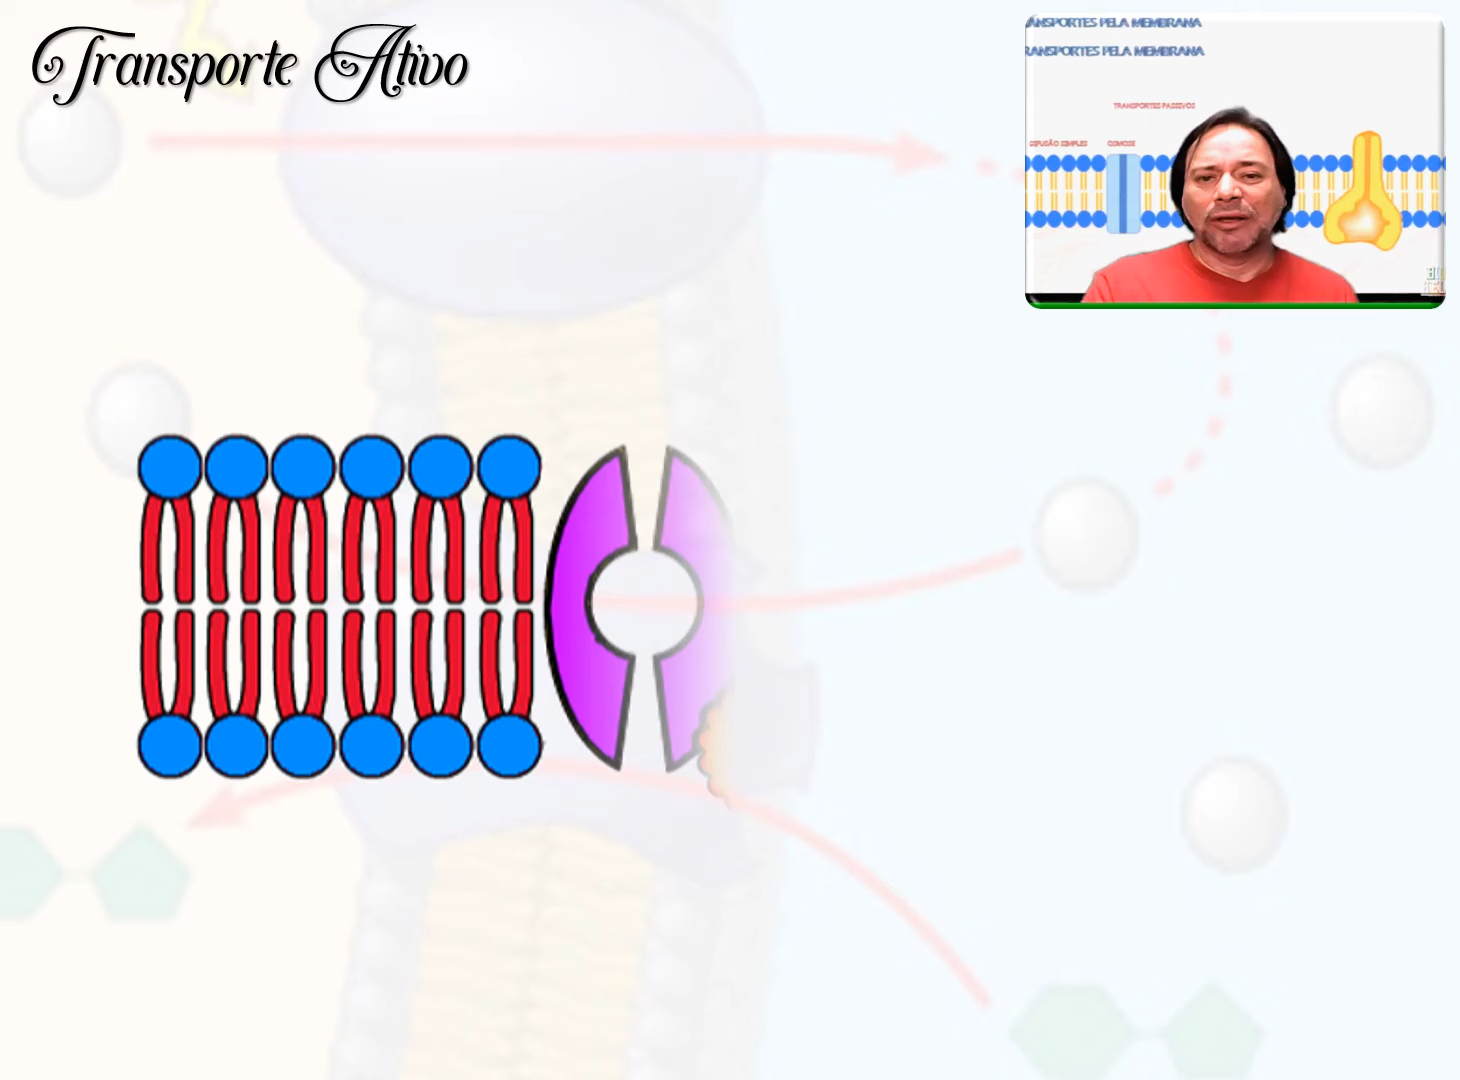 Transporte Ativo
ANSPORTES PELA MEMBRANA
RANSPORTES PELA MEMBRANA
TRANSPORTES PASSIVOS
DIFUSÃO SIMPLES OSMOSE